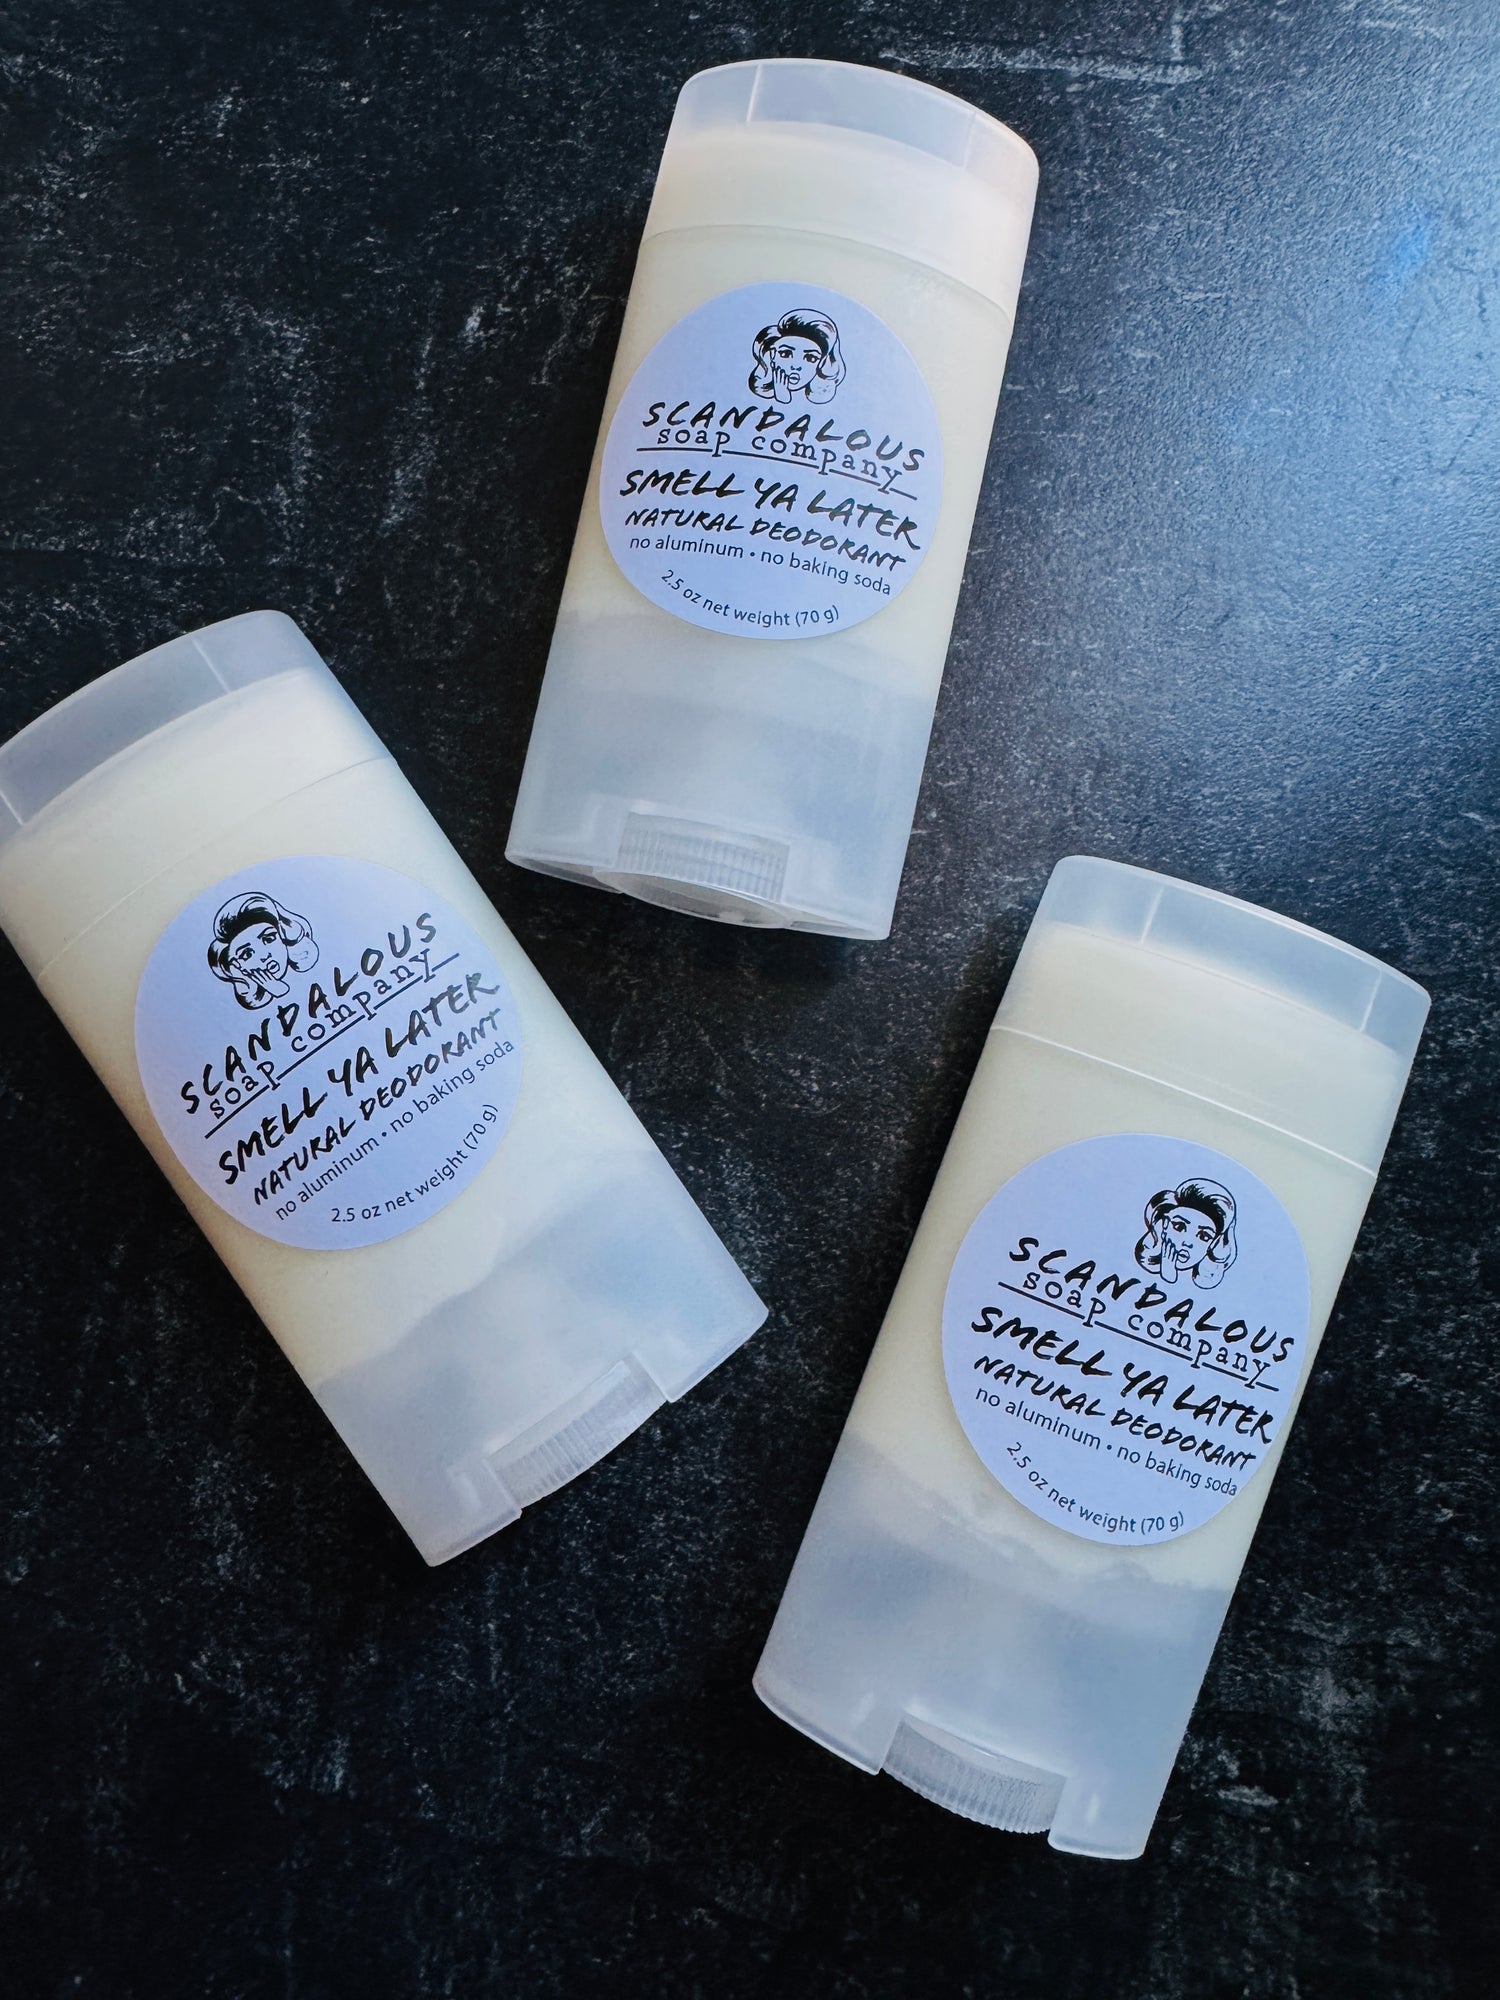 SCANDALOUS
soap company
SMELL YA LATER
NATURAL DEODORANT
no aluminum • no baking soda
2.5 oz net weight (70 g)
SCANDALOUS
soap company
SMELL YA LATER
NATURAL DEODORANT
no aluminum • no baking soda
2.5 oz net weight (70 g)
SCANDALOUS
soap company
SMELL YA LATER
NATURAL DEODORANT
no aluminum • no baking soda
2.5 oz net weight (70 g)